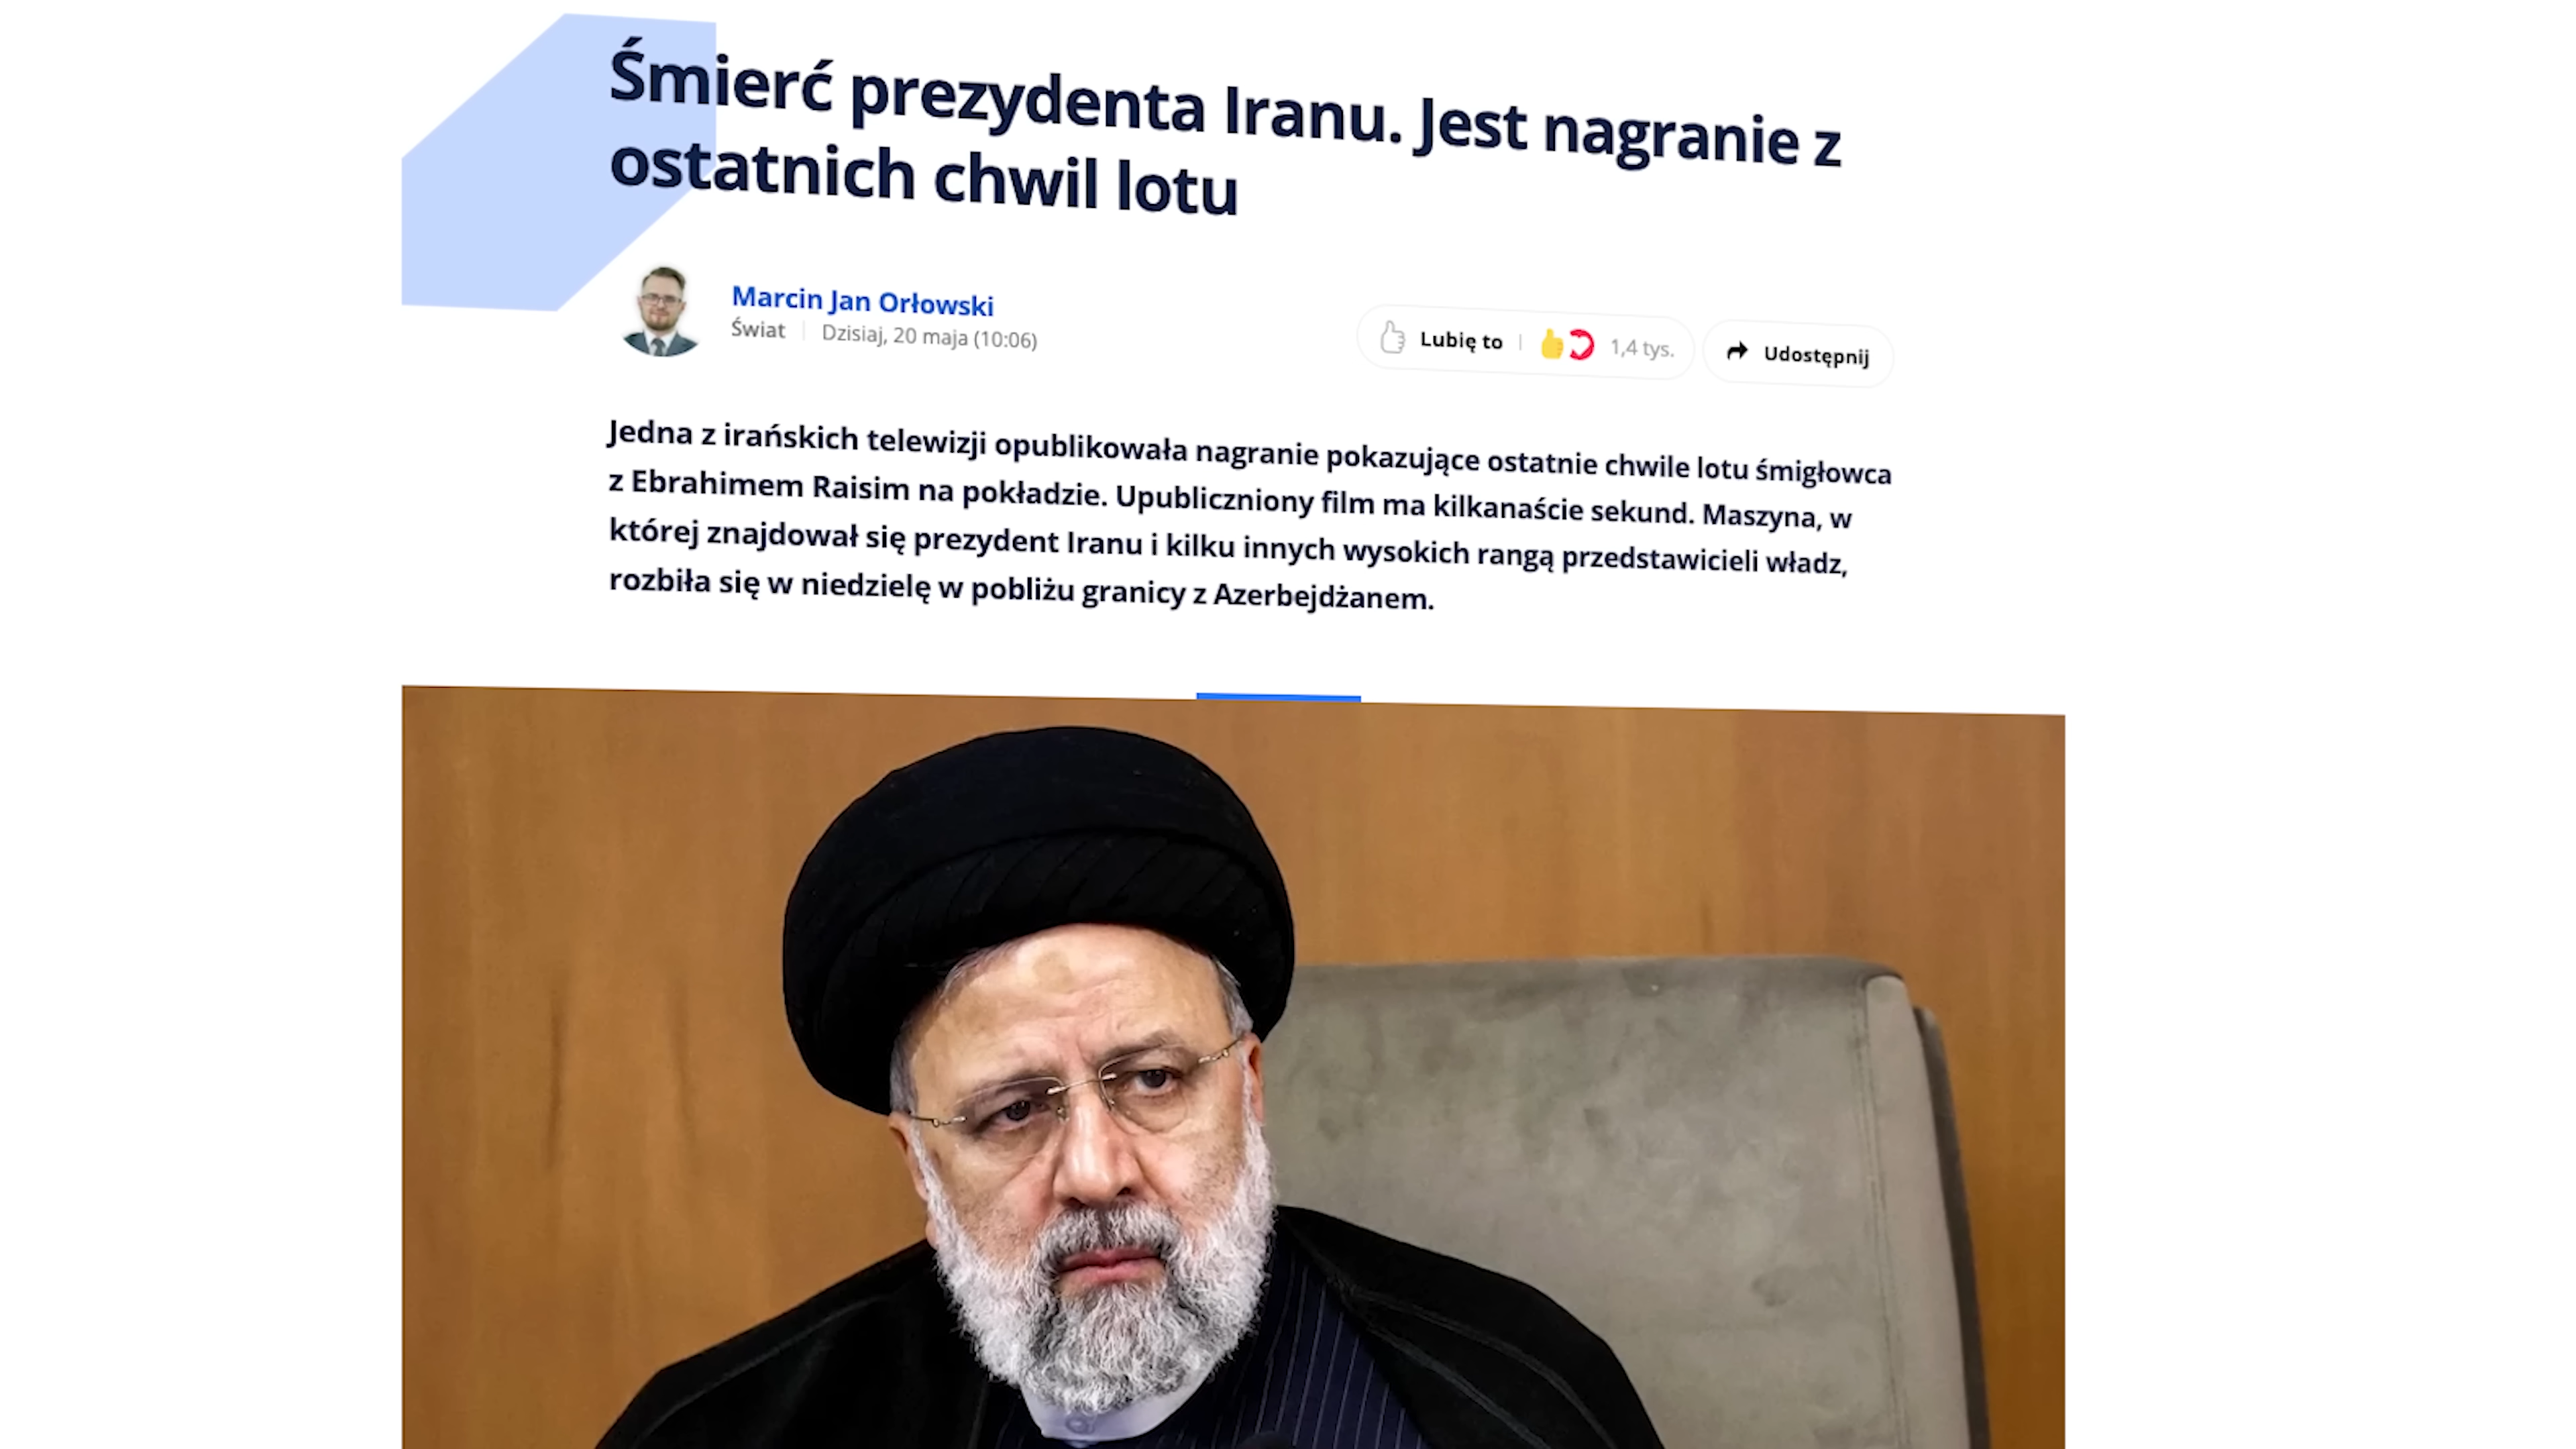 Śmierć prezydenta Iranu. Jest nagranie z
ostatnich chwil lotu
Marcin Jan Orłowski
Świat | Dzisiaj, 20 maja (10:06)
Lubię to | 1,4 tys.
Udostępnij
Jedna z irańskich telewizji opublikowała nagranie pokazujące ostatnie chwile lotu śmigłowca
z Ebrahimem Raisim na pokładzie. Upubliczniony film ma kilkanaście sekund. Maszyna, w
której znajdował się prezydent Iranu i kilku innych wysokich rangą przedstawicieli władz,
rozbiła się w niedzielę w pobliżu granicy z Azerbejdżanem.